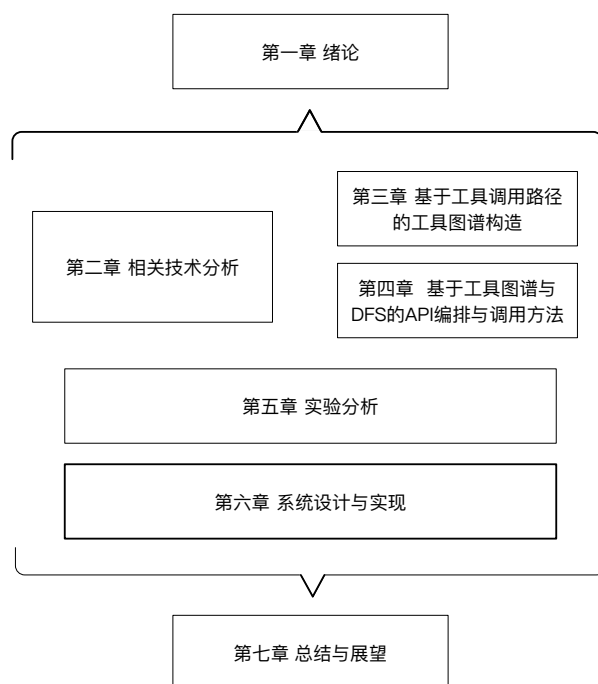 第一章 绪论
第三章 基于工具调用路径
的工具图谱构造
第二章 相关技术分析
第四章 基于工具图谱与
DFS的API编排与调用方法
第五章 实验分析
第六章 系统设计与实现
第七章 总结与展望